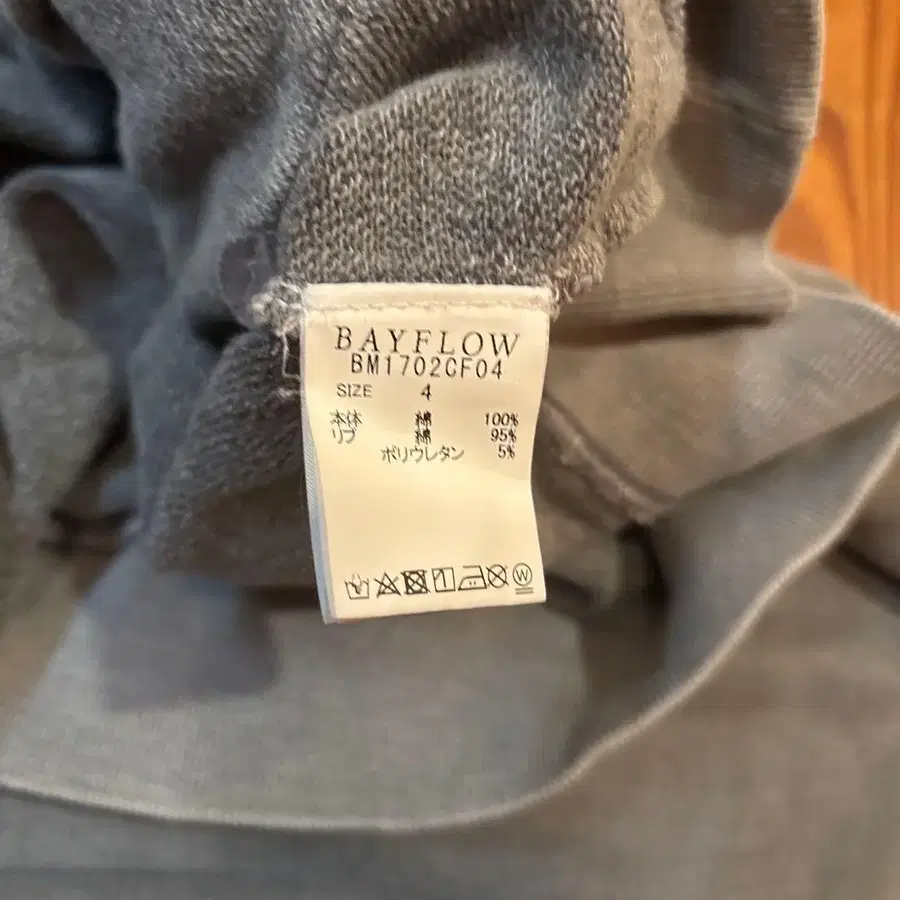 BAYFLOW
BM1702CF04
SIZE 4
本体 綿 100%
リブ 綿 95%
ポリウレタン 5%
W